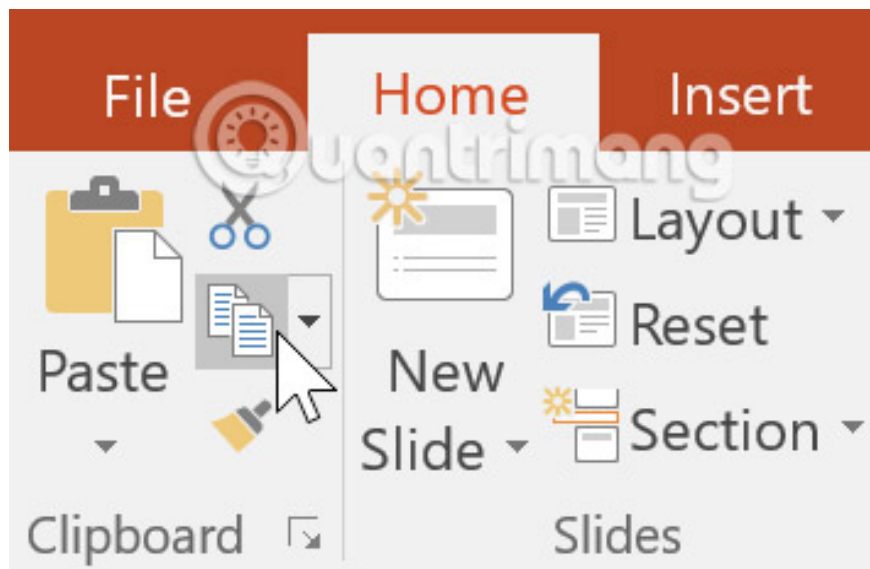 File Home Insert
Quantrimang
Layout
Reset
Paste New
Slide Section
Clipboard Slides